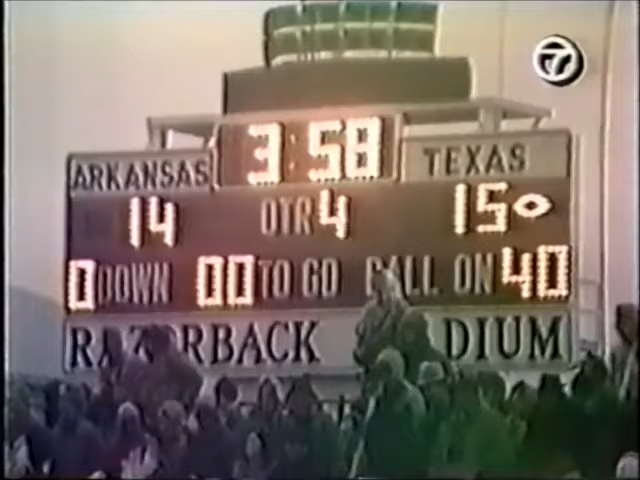 7
3:58
ARKANSAS TEXAS
14 QTR 4 15
0 DOWN 00 TO GO BALL ON 40
RAZORBACK DIUM